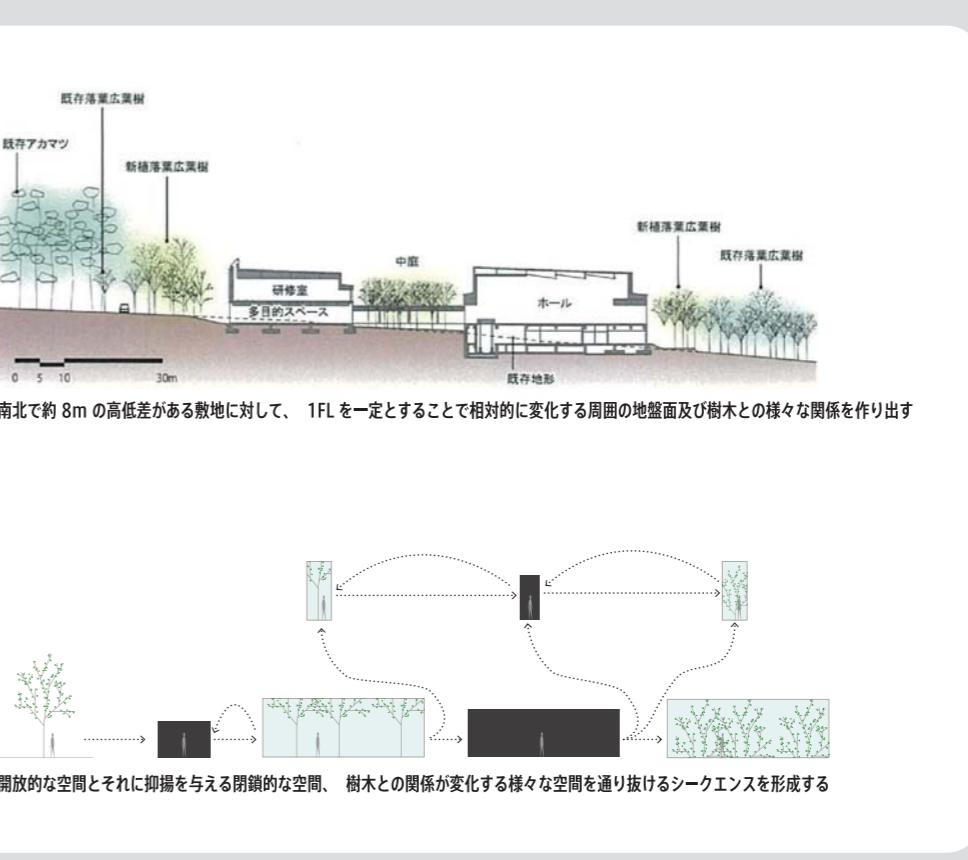 既存落葉広葉樹
既存アカマツ
新植落葉広葉樹
中庭
新植落葉広葉樹
既存落葉広葉樹
研修室
多目的スペース
ホール
既存地形
0 5 10 30m
南北で約 8m の高低差がある敷地に対して、 1FL を一定とすることで相対的に変化する周囲の地盤面及び樹木との様々な関係を作り出す
開放的な空間とそれに抑揚を与える閉鎖的な空間、 樹木との関係が変化する様々な空間を通り抜けるシークエンスを形成する